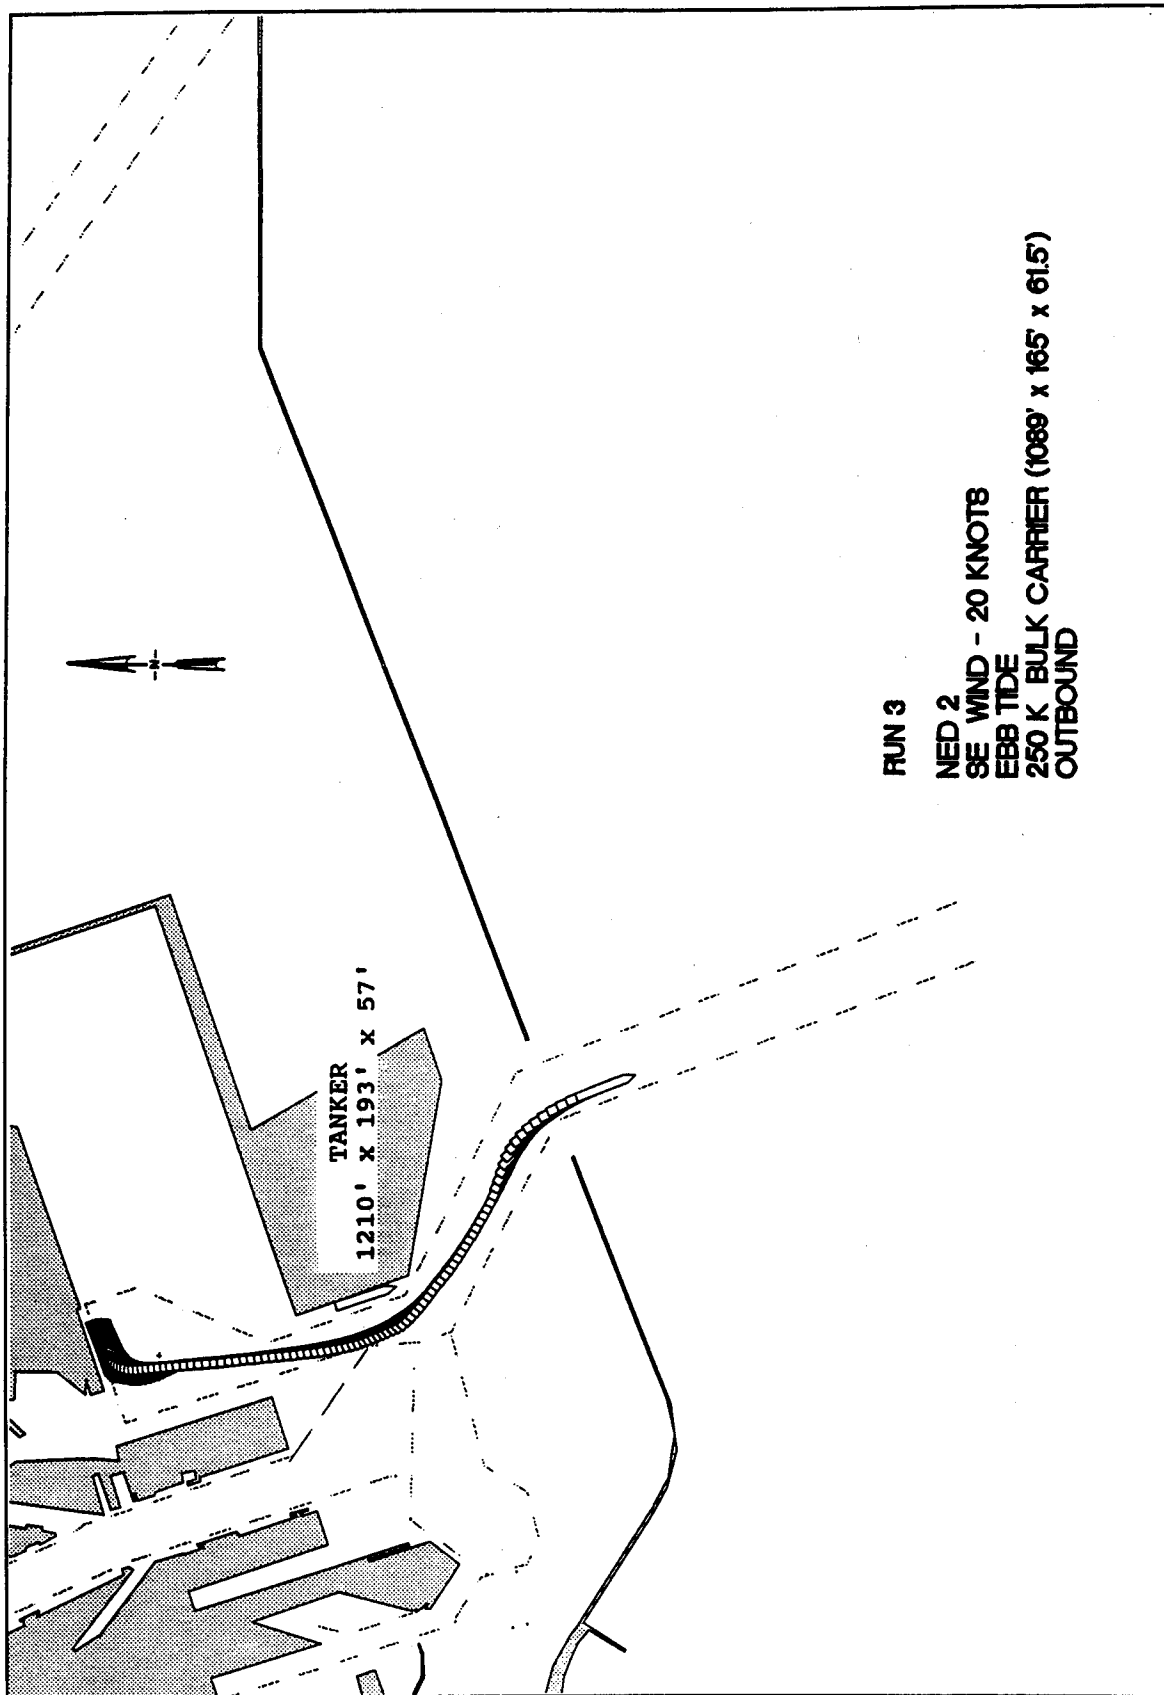 N
TANKER
1210' X 193' x 57'
RUN 3
NED 2
SE WIND - 20 KNOTS
EBB TIDE
250 K BULK CARRIER (1089' x 165' x 61.5')
OUTBOUND